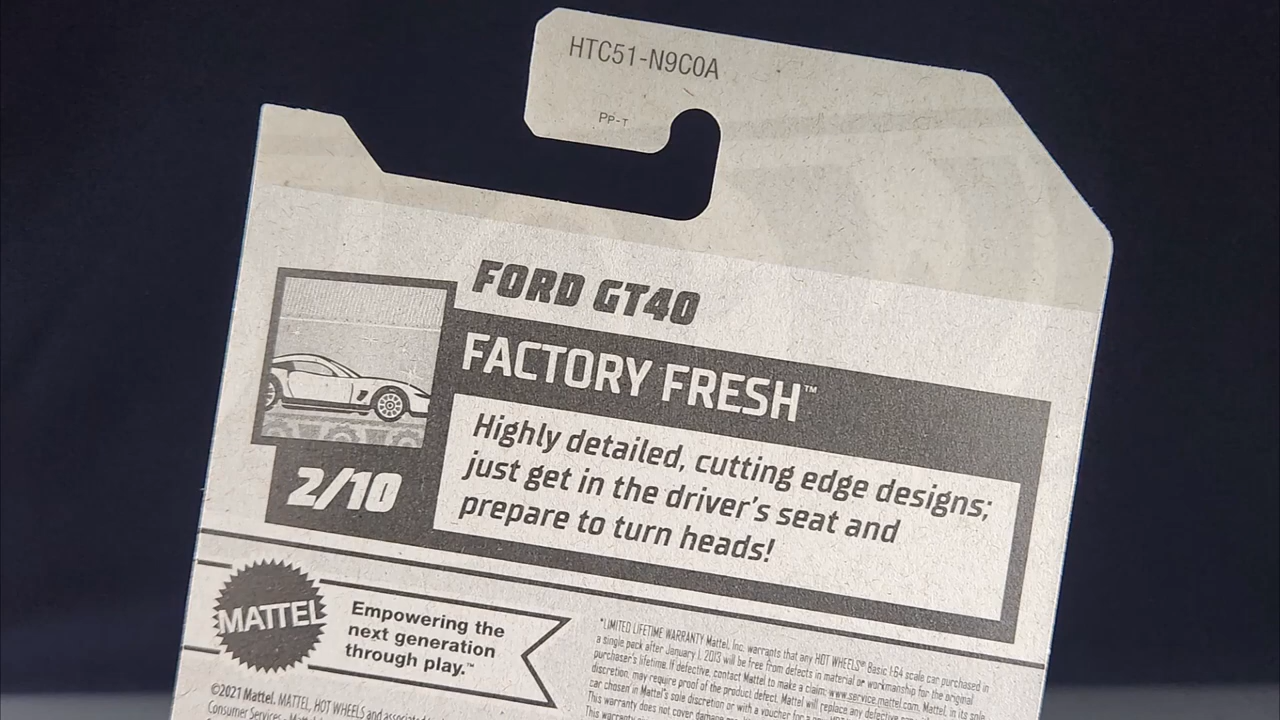 HTC51-N9C0A
PP-T
FORD GT40
FACTORY FRESH™
Highly detailed, cutting edge designs;
just get in the driver's seat and
prepare to turn heads!
2/10
MATTEL
Empowering the
next generation
through play.™
©2021 Mattel. MATTEL, HOT WHEELS and associated
Consumer Services - Mattel
*LIMITED LIFETIME WARRANTY Mattel, Inc. warrants that any HOT WHEELS® Basic 1:64 scale car purchased in
a single pack after January 1, 2013 will be free from defects in material or workmanship for the original
purchaser's lifetime. If defective, contact Mattel to make a claim: www.service.mattel.com. Mattel, in its sole
discretion, may require proof of the product defect. Mattel will replace any defective
car chosen in Mattel's sole discretion or with a voucher for a
This warranty does not cover damage
This warranty